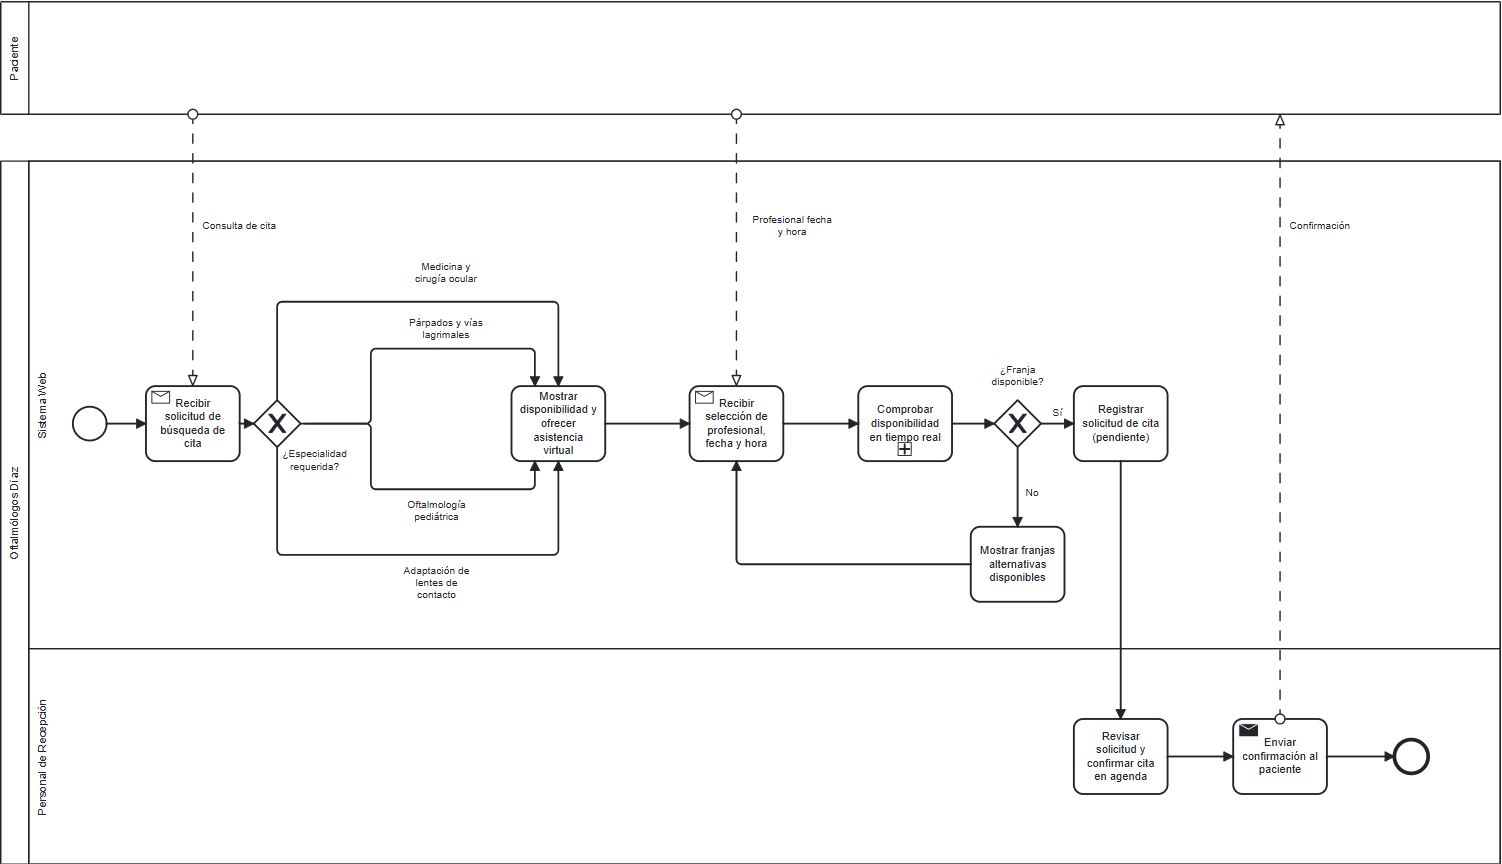 Paciente
Consulta de cita
Profesional fecha
y hora
Confirmación
Oftalmólogos Díaz
Sistema Web
Medicina y
cirugía ocular
Párpados y vías
lagrimales
Recibir
solicitud de
búsqueda de
cita
¿Especialidad
requerida?
Oftalmología
pediátrica
Adaptación de
lentes de
contacto
Mostrar
disponibilidad y
ofrecer
asistencia
virtual
Recibir
selección de
profesional,
fecha y hora
Comprobar
disponibilidad
en tiempo real
¿Franja
disponible?
Sí
No
Registrar
solicitud de cita
(pendiente)
Mostrar franjas
alternativas
disponibles
Personal de Recepción
Revisar
solicitud y
confirmar cita
en agenda
Enviar
confirmación al
paciente